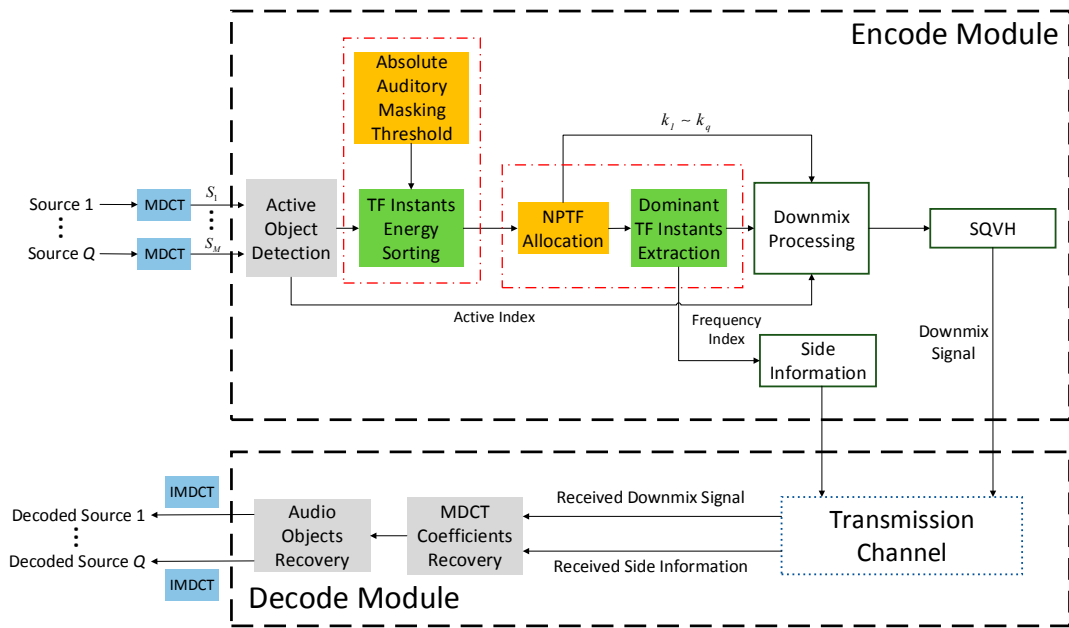 Encode Module
Absolute
Auditory
Masking
Threshold
k1 ~ kq
Source 1
MDCT
S1
Source Q
MDCT
SM
Active
Object
Detection
TF Instants
Energy
Sorting
NPTF
Allocation
Dominant
TF Instants
Extraction
Downmix
Processing
SQVH
Active Index
Frequency
Index
Side
Information
Downmix
Signal
IMDCT
Decoded Source 1
Decoded Source Q
IMDCT
Audio
Objects
Recovery
MDCT
Coefficients
Recovery
Received Downmix Signal
Received Side Information
Transmission
Channel
Decode Module